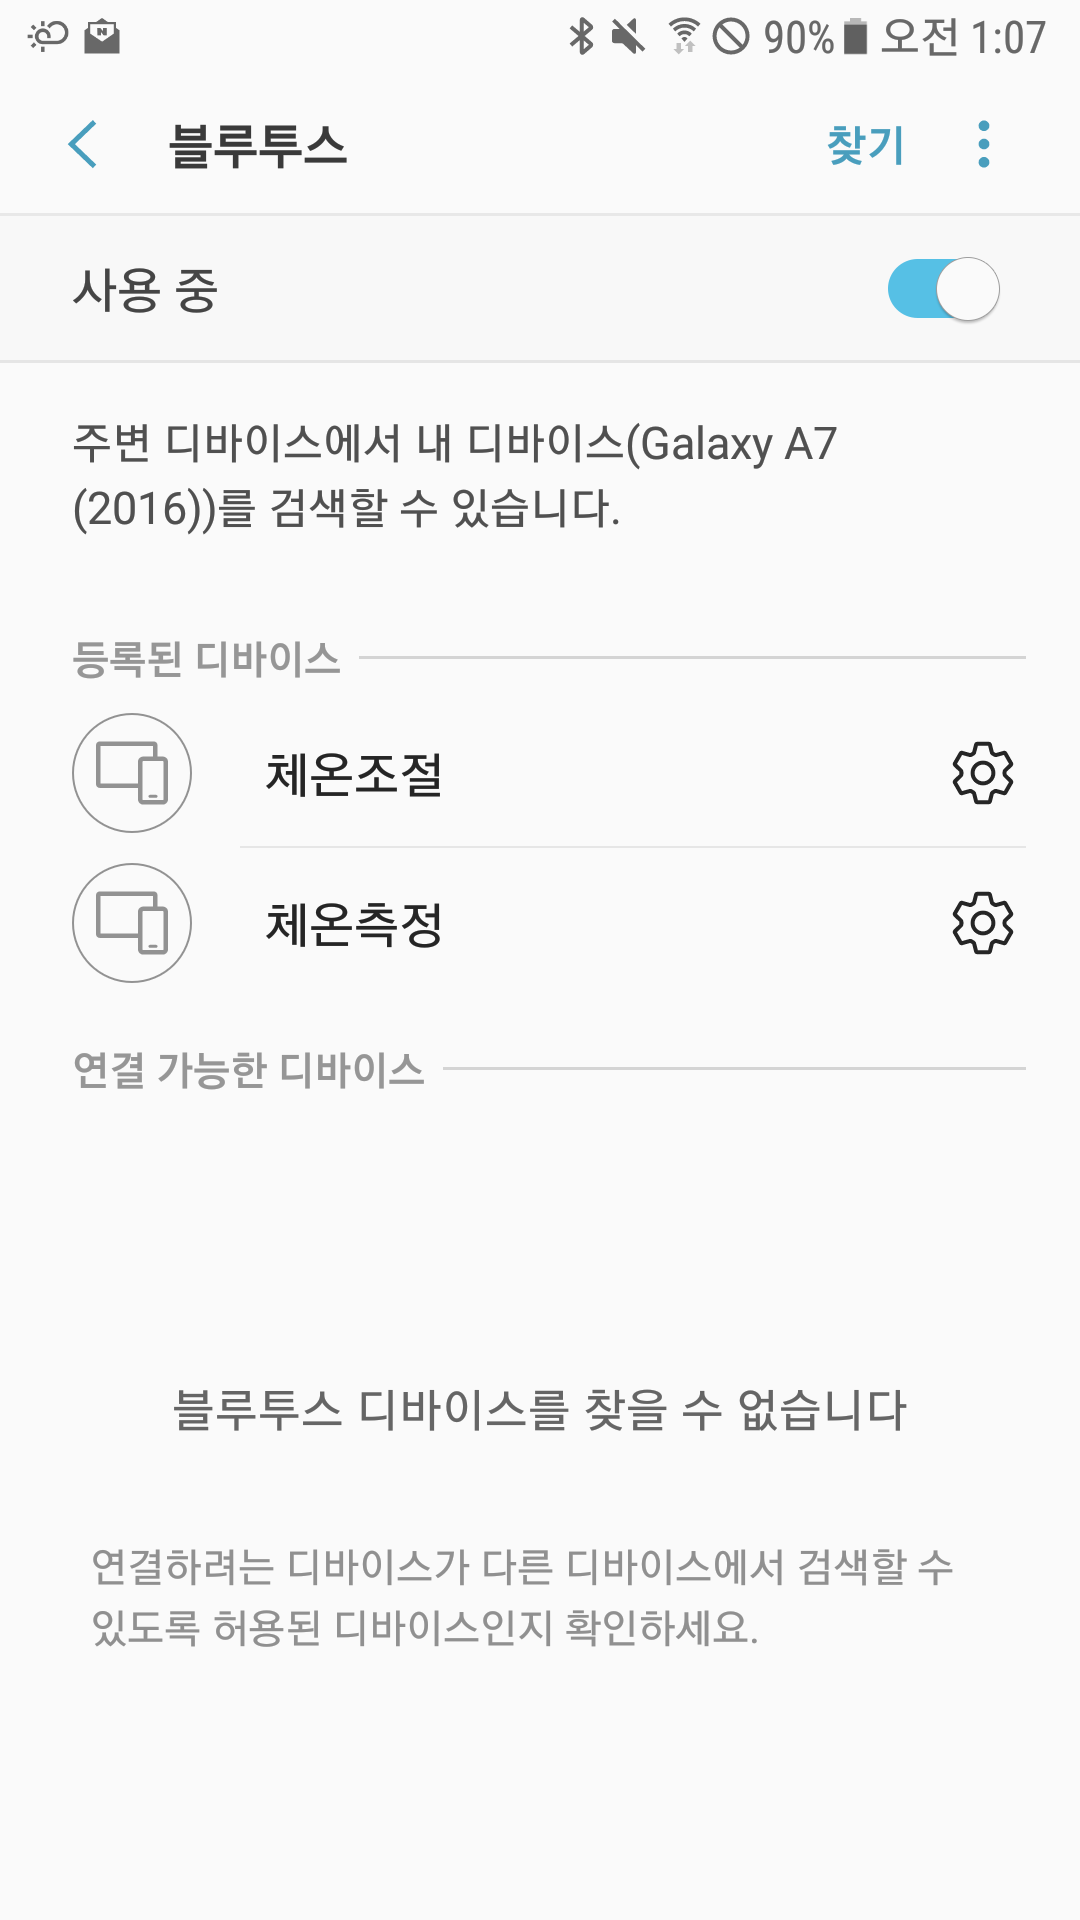 90% 오전 1:07
블루투스 찾기
사용 중
주변 디바이스에서 내 디바이스(Galaxy A7
(2016))를 검색할 수 있습니다.
등록된 디바이스
체온조절
체온측정
연결 가능한 디바이스
블루투스 디바이스를 찾을 수 없습니다
연결하려는 디바이스가 다른 디바이스에서 검색할 수
있도록 허용된 디바이스인지 확인하세요.